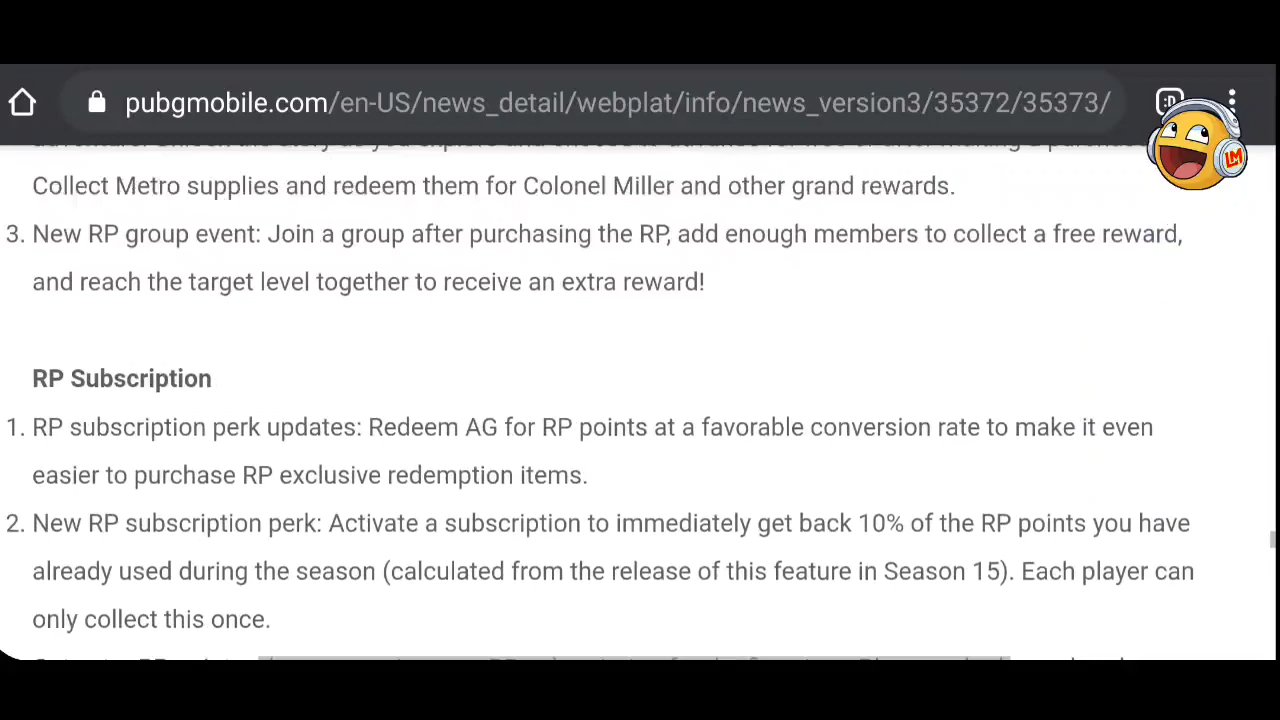 pubgmobile.com/en-US/news_detail/webplat/info/news_version3/35372/35373/
:D
LM
Collect Metro supplies and redeem them for Colonel Miller and other grand rewards.
3. New RP group event: Join a group after purchasing the RP, add enough members to collect a free reward,
and reach the target level together to receive an extra reward!
RP Subscription
1. RP subscription perk updates: Redeem AG for RP points at a favorable conversion rate to make it even
easier to purchase RP exclusive redemption items.
2. New RP subscription perk: Activate a subscription to immediately get back 10% of the RP points you have
already used during the season (calculated from the release of this feature in Season 15). Each player can
only collect this once.